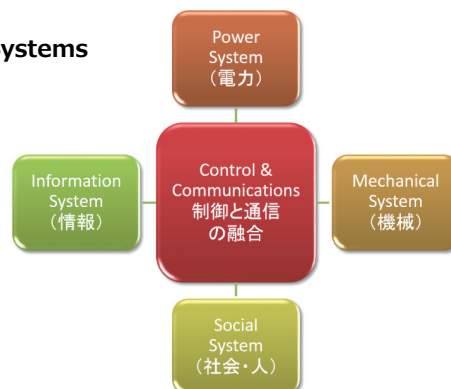 ystems
Power
System
（電力）
Information
System
（情報）
Control &
Communications
制御と通信
の融合
Mechanical
System
（機械）
Social
System
（社会・人）